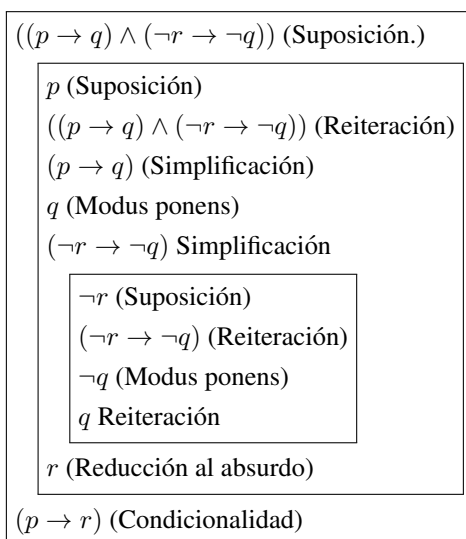 ((p → q) ∧ (¬r → ¬q)) (Suposición.)
p (Suposición)
((p → q) ∧ (¬r → ¬q)) (Reiteración)
(p → q) (Simplificación)
q (Modus ponens)
(¬r → ¬q) Simplificación
¬r (Suposición)
(¬r → ¬q) (Reiteración)
¬q (Modus ponens)
q Reiteración
r (Reducción al absurdo)
(p → r) (Condicionalidad)